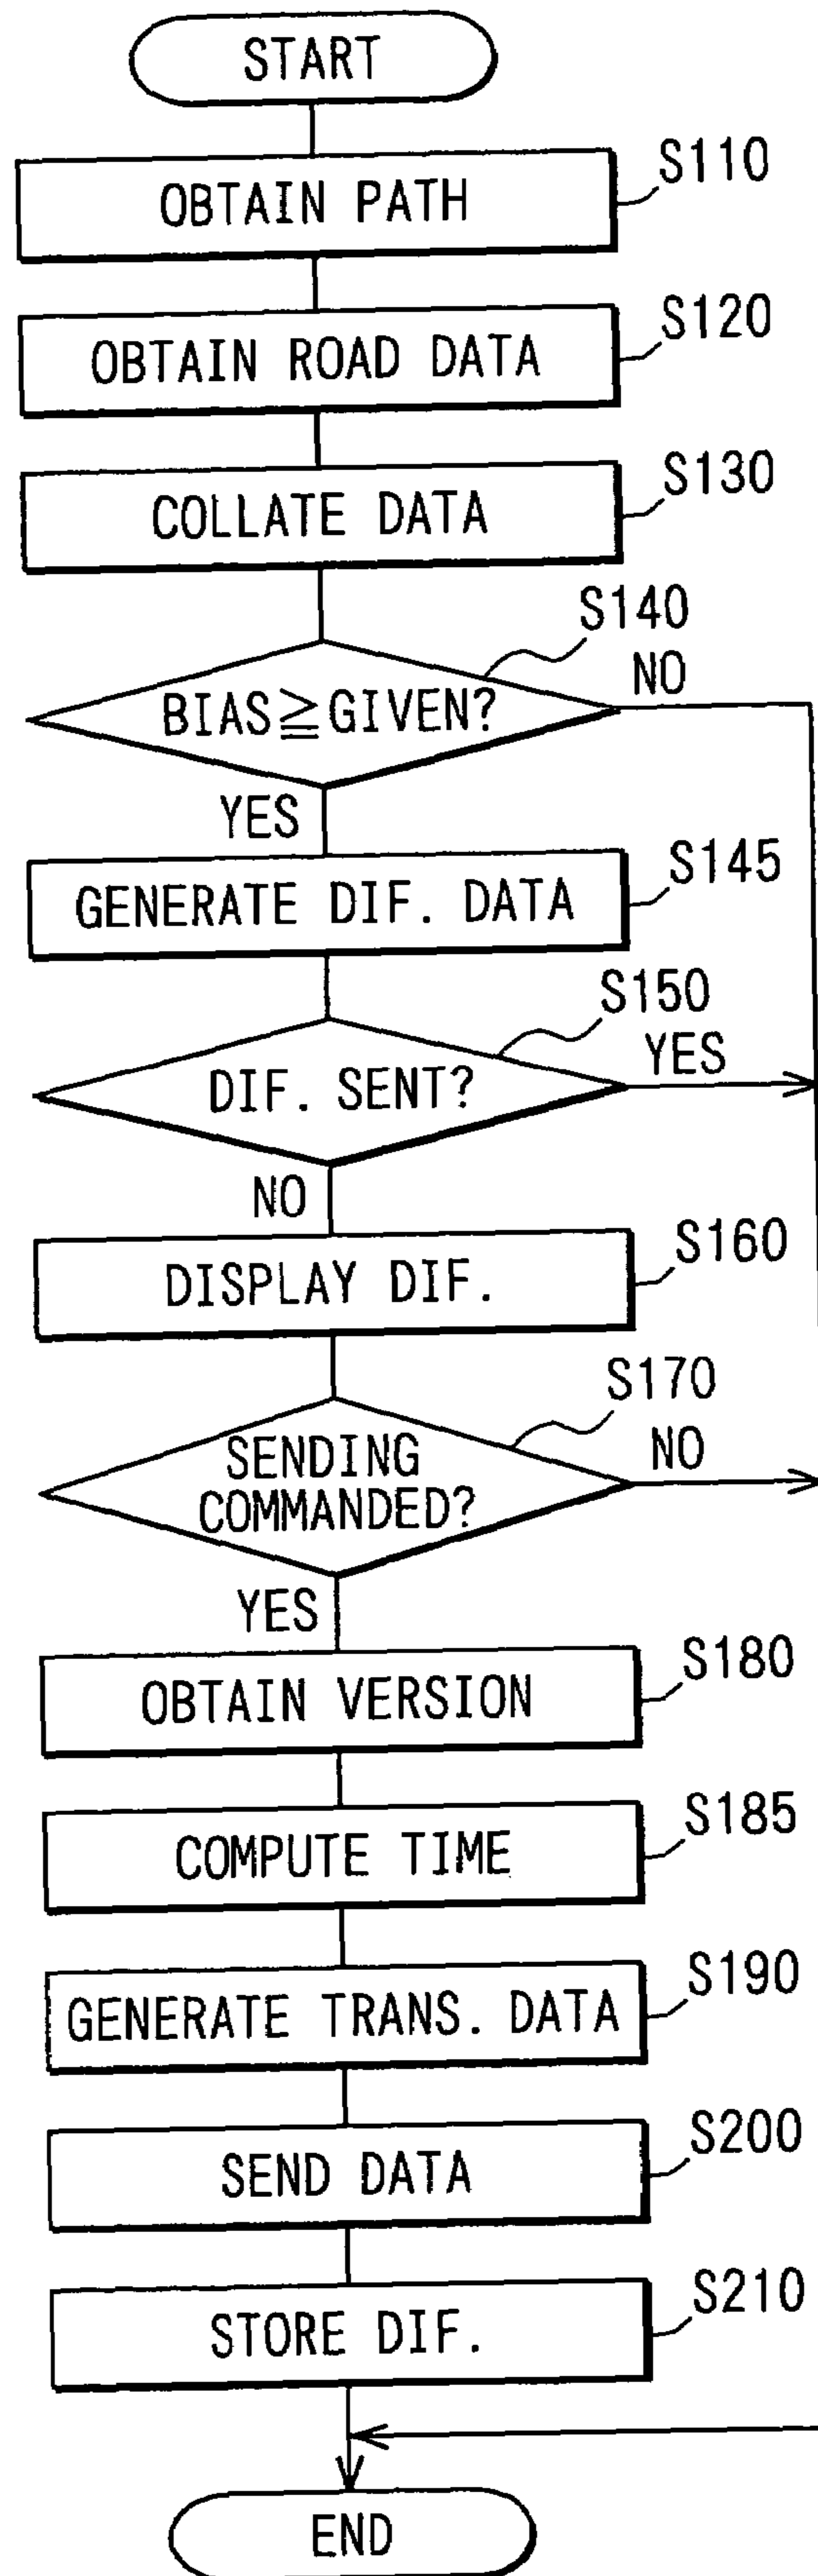 START
S110
OBTAIN PATH
S120
OBTAIN ROAD DATA
S130
COLLATE DATA
S140
BIAS≧GIVEN?
NO
YES
S145
GENERATE DIF. DATA
S150
DIF. SENT?
YES
NO
S160
DISPLAY DIF.
S170
SENDING
COMMANDED?
NO
YES
S180
OBTAIN VERSION
S185
COMPUTE TIME
S190
GENERATE TRANS. DATA
S200
SEND DATA
S210
STORE DIF.
END